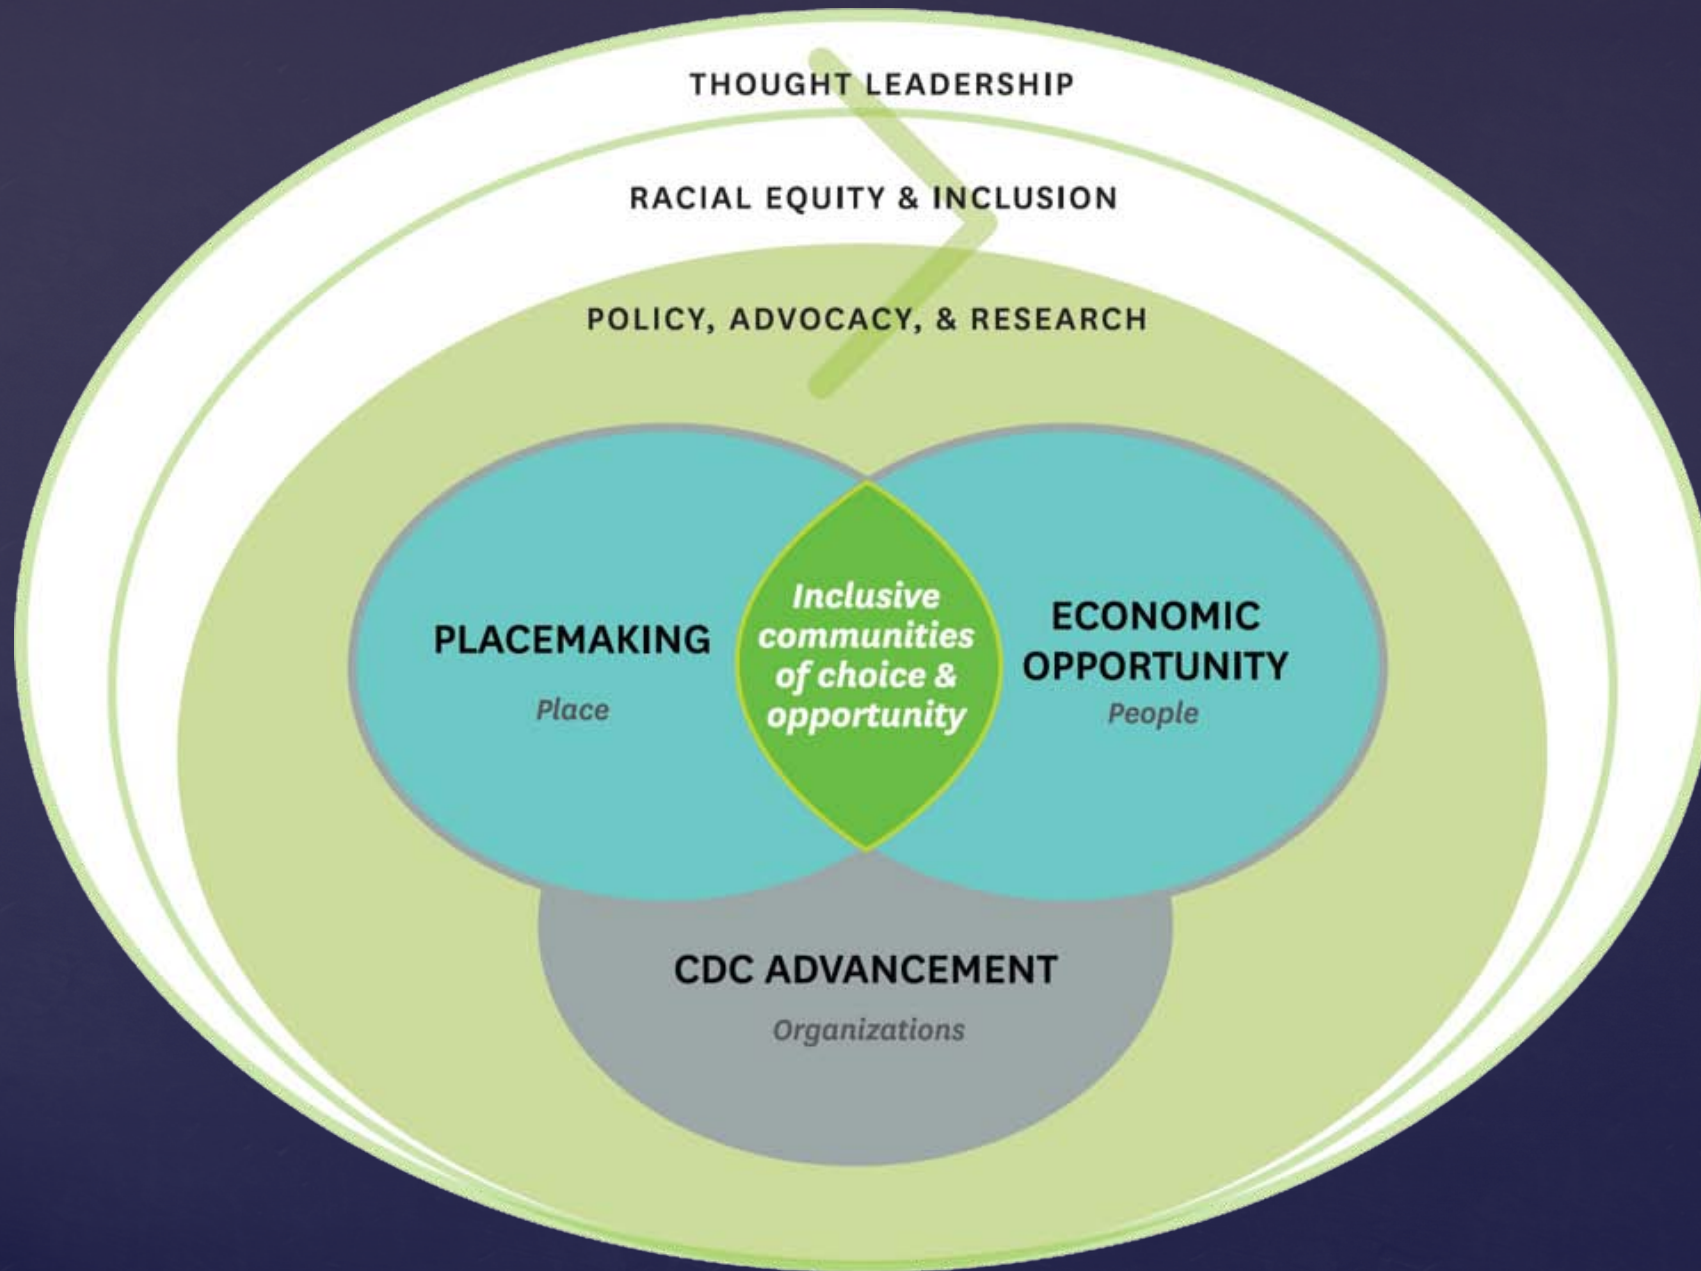 THOUGHT LEADERSHIP
RACIAL EQUITY & INCLUSION
POLICY, ADVOCACY, & RESEARCH
PLACEMAKING
Place
Inclusive
communities
of choice &
opportunity
ECONOMIC
OPPORTUNITY
People
CDC ADVANCEMENT
Organizations